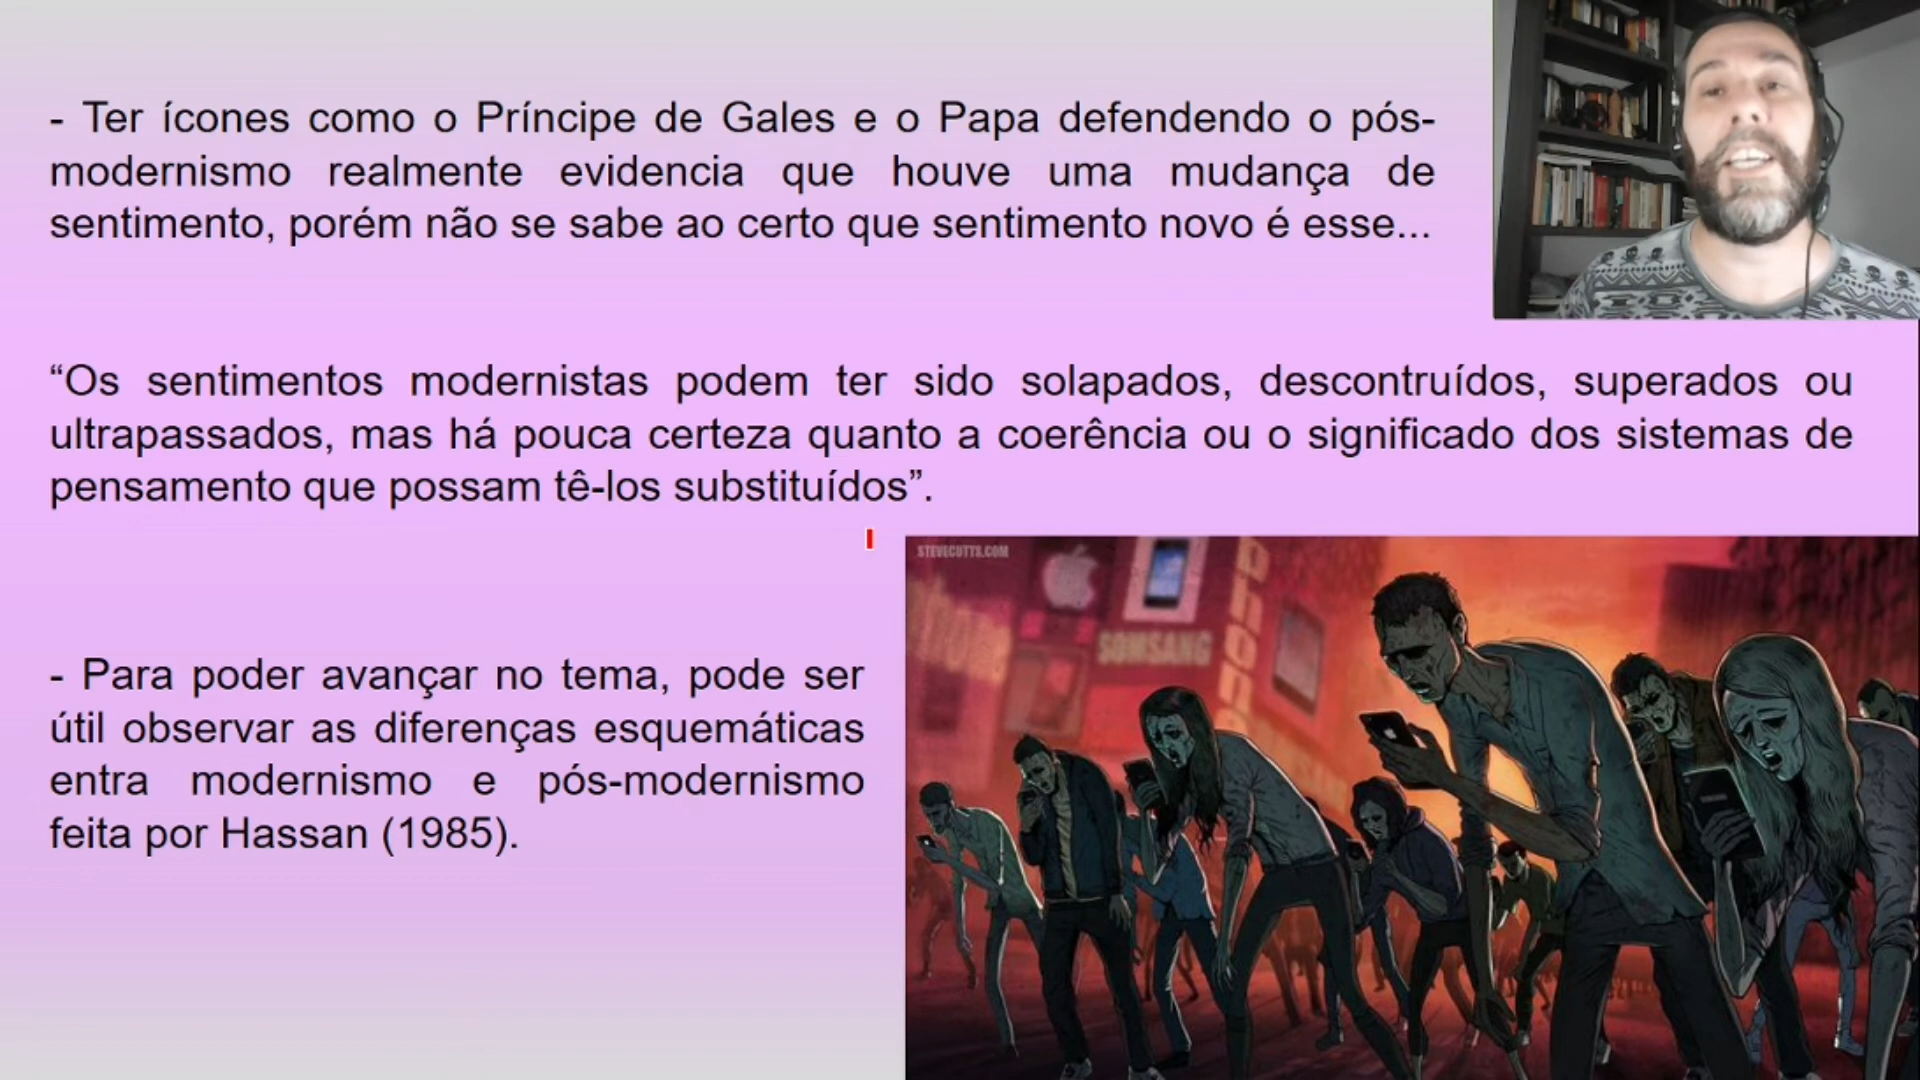 - Ter ícones como o Príncipe de Gales e o Papa defendendo o pós-
modernismo realmente evidencia que houve uma mudança de
sentimento, porém não se sabe ao certo que sentimento novo é esse...
“Os sentimentos modernistas podem ter sido solapados, descontruídos, superados ou
ultrapassados, mas há pouca certeza quanto a coerência ou o significado dos sistemas de
pensamento que possam tê-los substituídos”.
STEVECUTTS.COM
SOMSANG
Phone
- Para poder avançar no tema, pode ser
útil observar as diferenças esquemáticas
entra modernismo e pós-modernismo
feita por Hassan (1985).